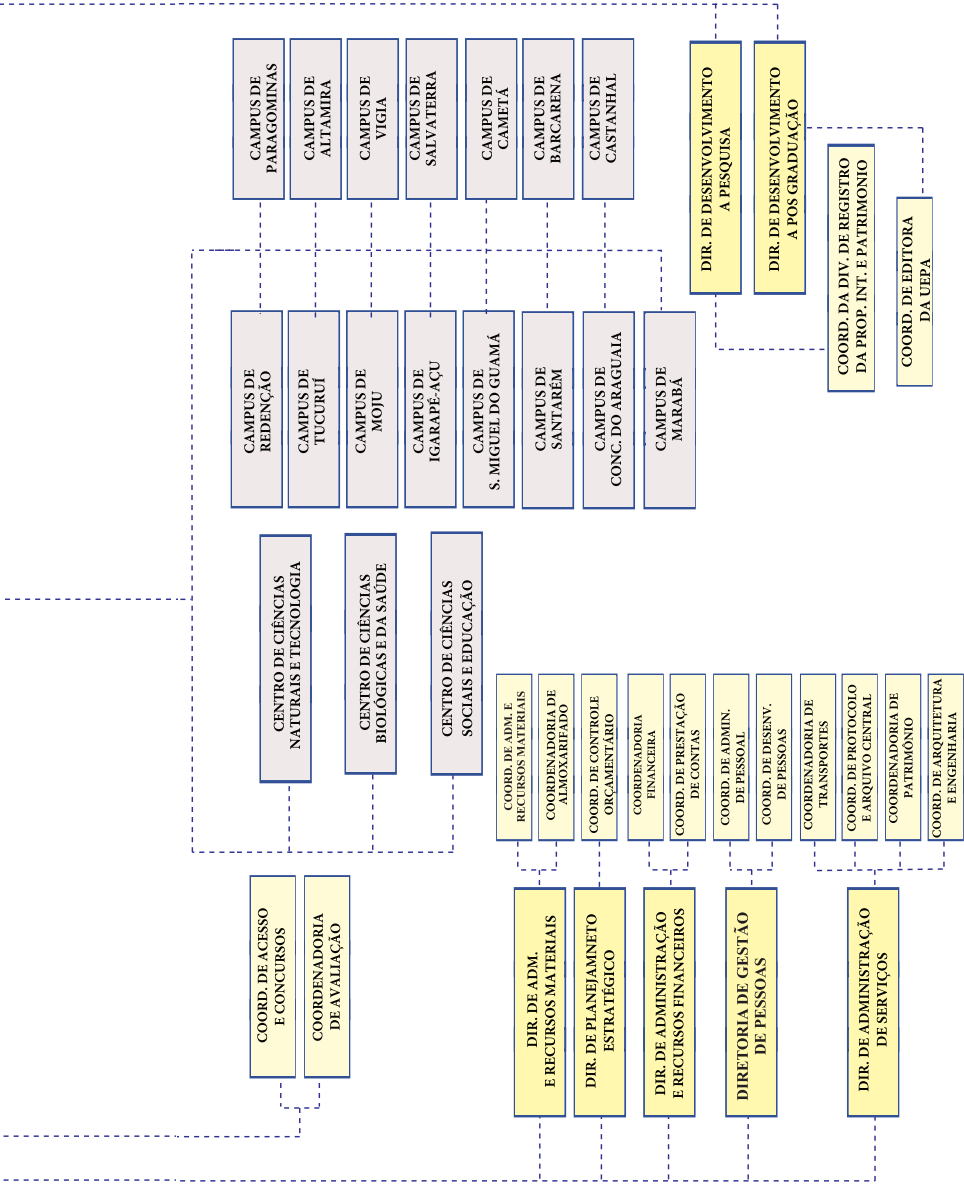 CAMPUS DE
PARAGOMINAS
CAMPUS DE
ALTAMIRA
CAMPUS DE
VIGIA
CAMPUS DE
SALVATERRA
CAMPUS DE
CAMETÁ
CAMPUS DE
BARCARENA
CAMPUS DE
CASTANHAL
DIR. DE DESENVOLVIMENTO
A PESQUISA
DIR. DE DESENVOLVIMENTO
A POS GRADUAÇÃO
COORD. DA DIV. DE REGISTRO
DA PROP. INT. E PATRIMONIO
COORD. DE EDITORA
DA UEPA
CAMPUS DE
REDENÇÃO
CAMPUS DE
TUCURUÍ
CAMPUS DE
MOJU
CAMPUS DE
IGARAPÉ-AÇU
CAMPUS DE
S. MIGUEL DO GUAMÁ
CAMPUS DE
SANTARÉM
CAMPUS DE
CONC. DO ARAGUAIA
CAMPUS DE
MARABÁ
CENTRO DE CIÊNCIAS
NATURAIS E TECNOLOGIA
CENTRO DE CIÊNCIAS
BIOLÓGICAS E DA SAÚDE
CENTRO DE CIÊNCIAS
SOCIAIS E EDUCAÇÃO
COORD. DE ADM. E
RECURSOS MATERIAIS
COORDENADORIA DE
ALMOXARIFADO
COORD. DE CONTROLE
ORÇAMENTÁRIO
COORDENADORIA
FINANCEIRA
COORD. DE PRESTAÇÃO
DE CONTAS
COORD. DE ADMIN.
DE PESSOAL
COORD. DE DESENV.
DE PESSOAS
COORDENADORIA DE
TRANSPORTES
COORD. DE PROTOCOLO
E ARQUIVO CENTRAL
COORDENADORIA DE
PATRIMÔNIO
COORD. DE ARQUITETURA
E ENGENHARIA
COORD. DE ACESSO
E CONCURSOS
COORDENADORIA
DE AVALIAÇÃO
DIR. DE ADM.
E RECURSOS MATERIAIS
DIR. DE PLANEJAMNETO
ESTRATÉGICO
DIR. DE ADMINISTRAÇÃO
E RECURSOS FINANCEIROS
DIRETORIA DE GESTÃO
DE PESSOAS
DIR. DE ADMINISTRAÇÃO
DE SERVIÇOS